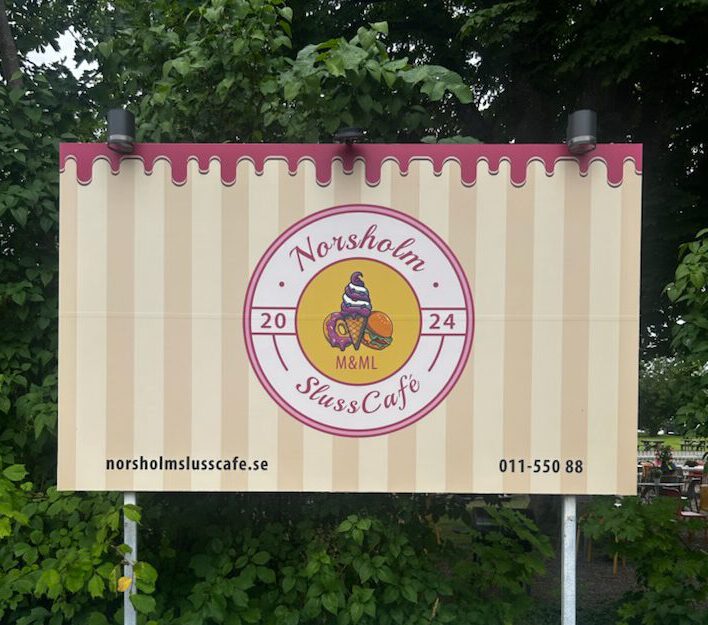 Norsholm
20 24
M&ML
SlussCafé
norsholmslusscafe.se
011-550 88